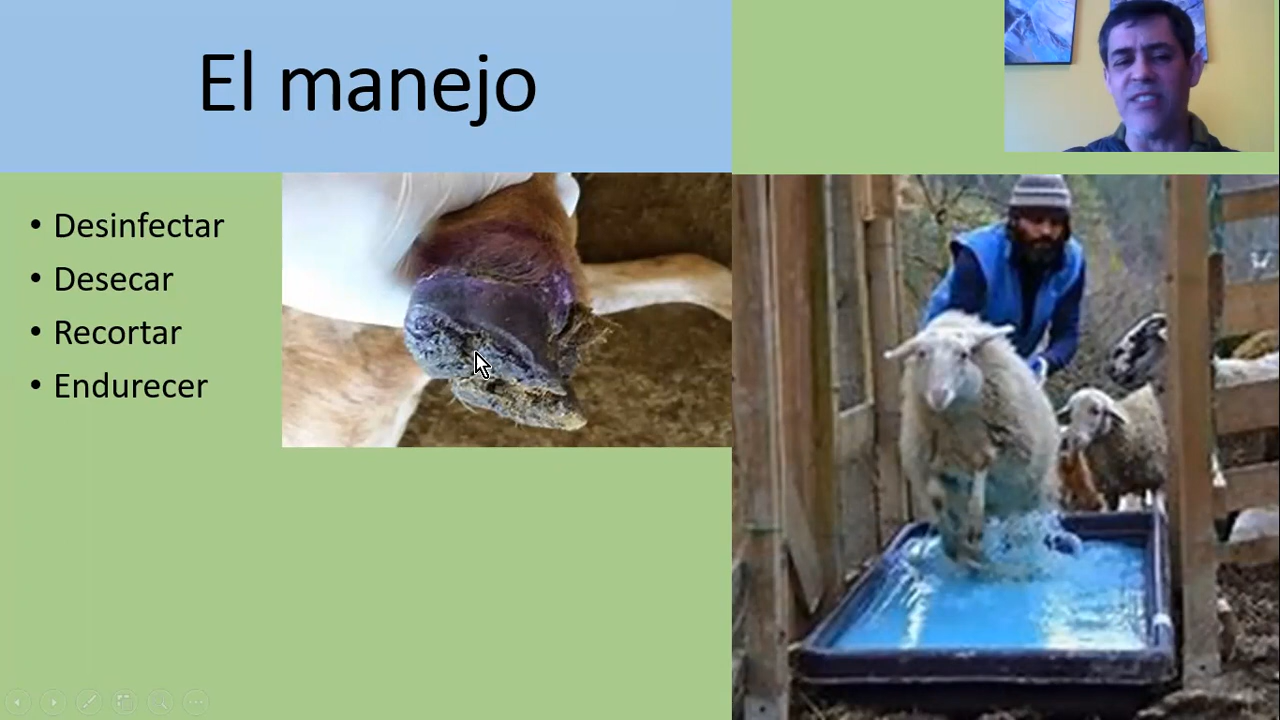 El manejo
• Desinfectar
• Desecar
• Recortar
• Endurecer